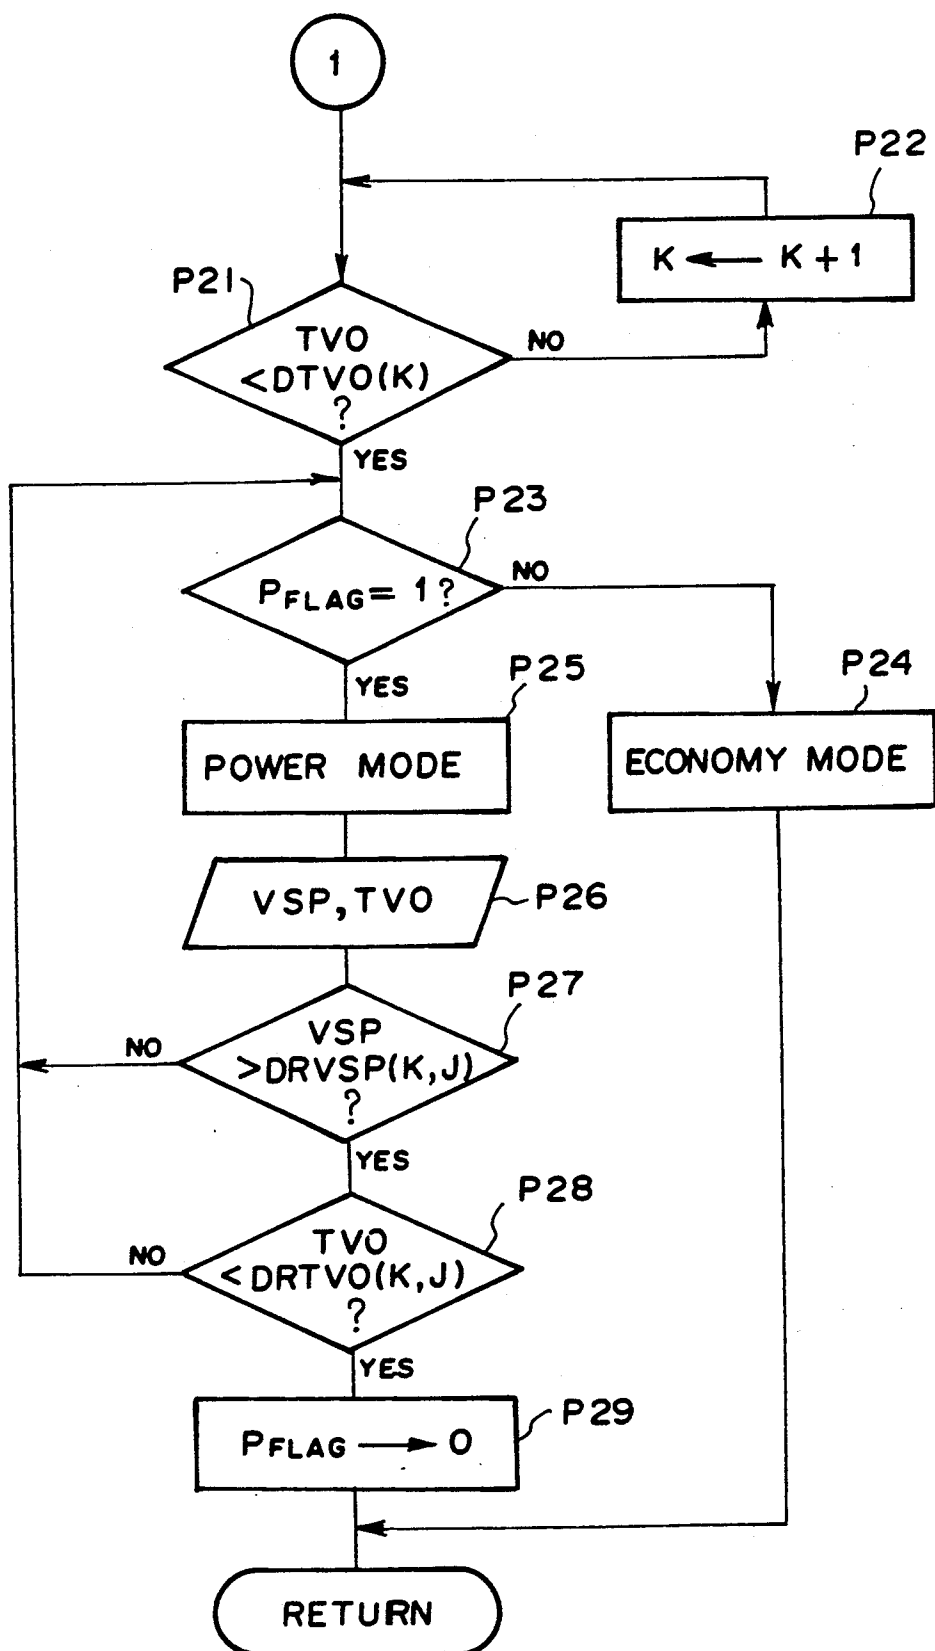 1
P22
K ← K + 1
P21
TVO
<DTVO(K)
?
NO
YES
P23
PFLAG = 1 ?
NO
YES
P25
POWER MODE
P24
ECONOMY MODE
VSP, TVO
P26
P27
VSP
>DRVSP(K,J)
?
NO
YES
P28
TVO
<DRTVO(K,J)
?
NO
YES
P29
PFLAG → 0
RETURN